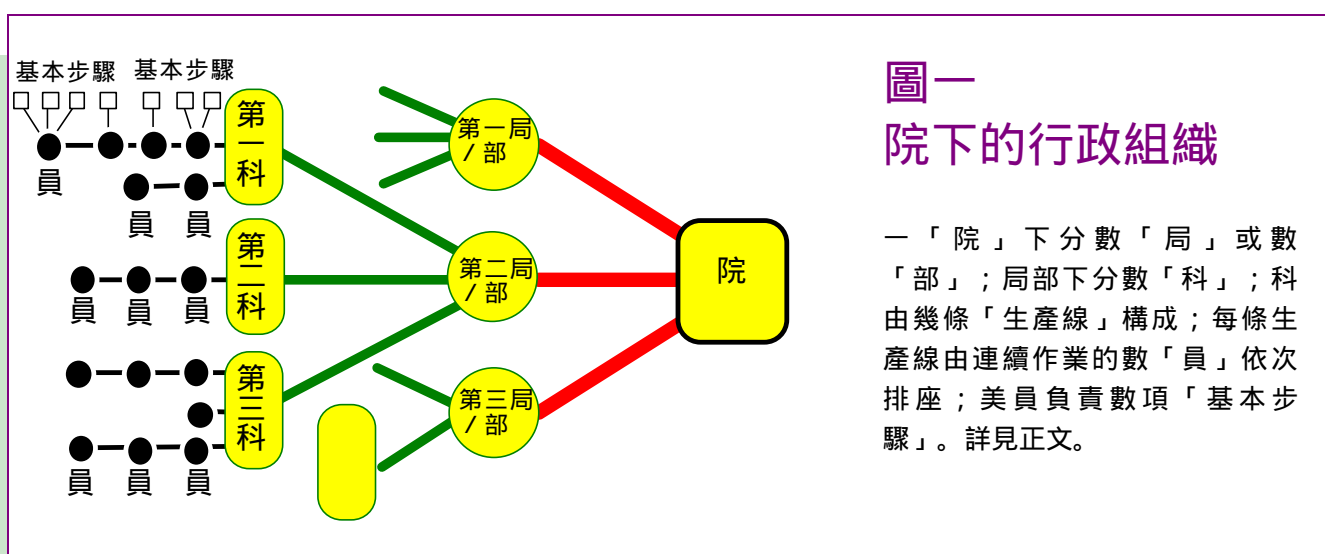 基本步驟 基本步驟
第一科
員
員 員
第二科
員 員 員
第三科
員 員 員
第一局
/ 部
第二局
/ 部
第三局
/ 部
院
圖一
院下的行政組織
一「院」下分數「局」或數
「部」；局部下分數「科」；科
由幾條「生產線」構成；每條生
產線由連續作業的數「員」依次
排座；美員負責數項「基本步
驟」。詳見正文。